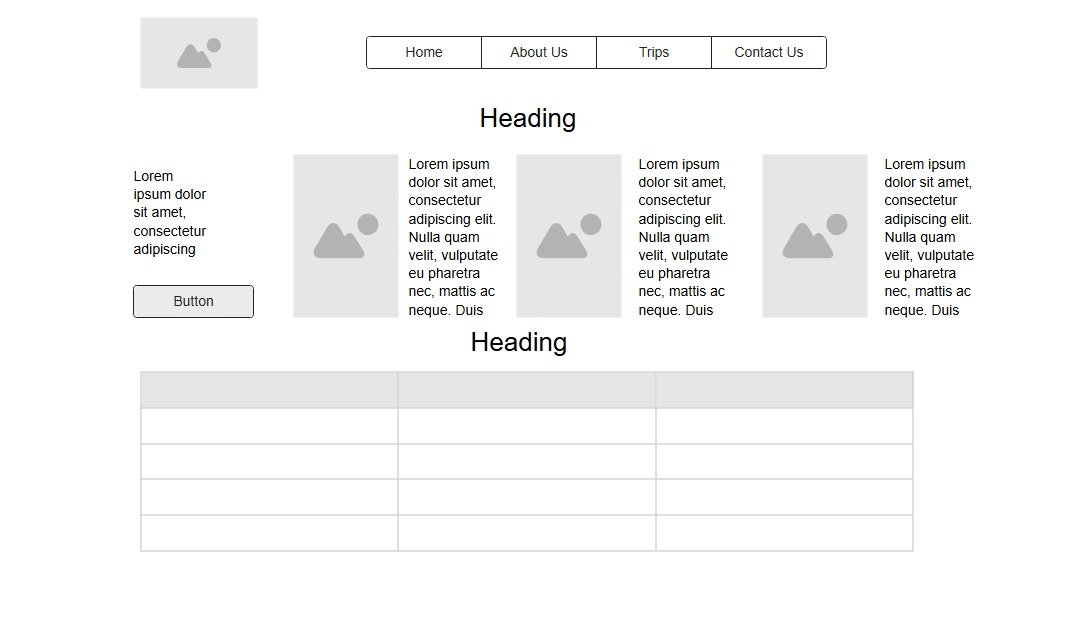 Home
About Us
Trips
Contact Us
Heading
Lorem
ipsum dolor
sit amet,
consectetur
adipiscing
Button
Lorem ipsum
dolor sit amet,
consectetur
adipiscing elit.
Nulla quam
velit, vulputate
eu pharetra
nec, mattis ac
neque. Duis
Lorem ipsum
dolor sit amet,
consectetur
adipiscing elit.
Nulla quam
velit, vulputate
eu pharetra
nec, mattis ac
neque. Duis
Lorem ipsum
dolor sit amet,
consectetur
adipiscing elit.
Nulla quam
velit, vulputate
eu pharetra
nec, mattis ac
neque. Duis
Heading